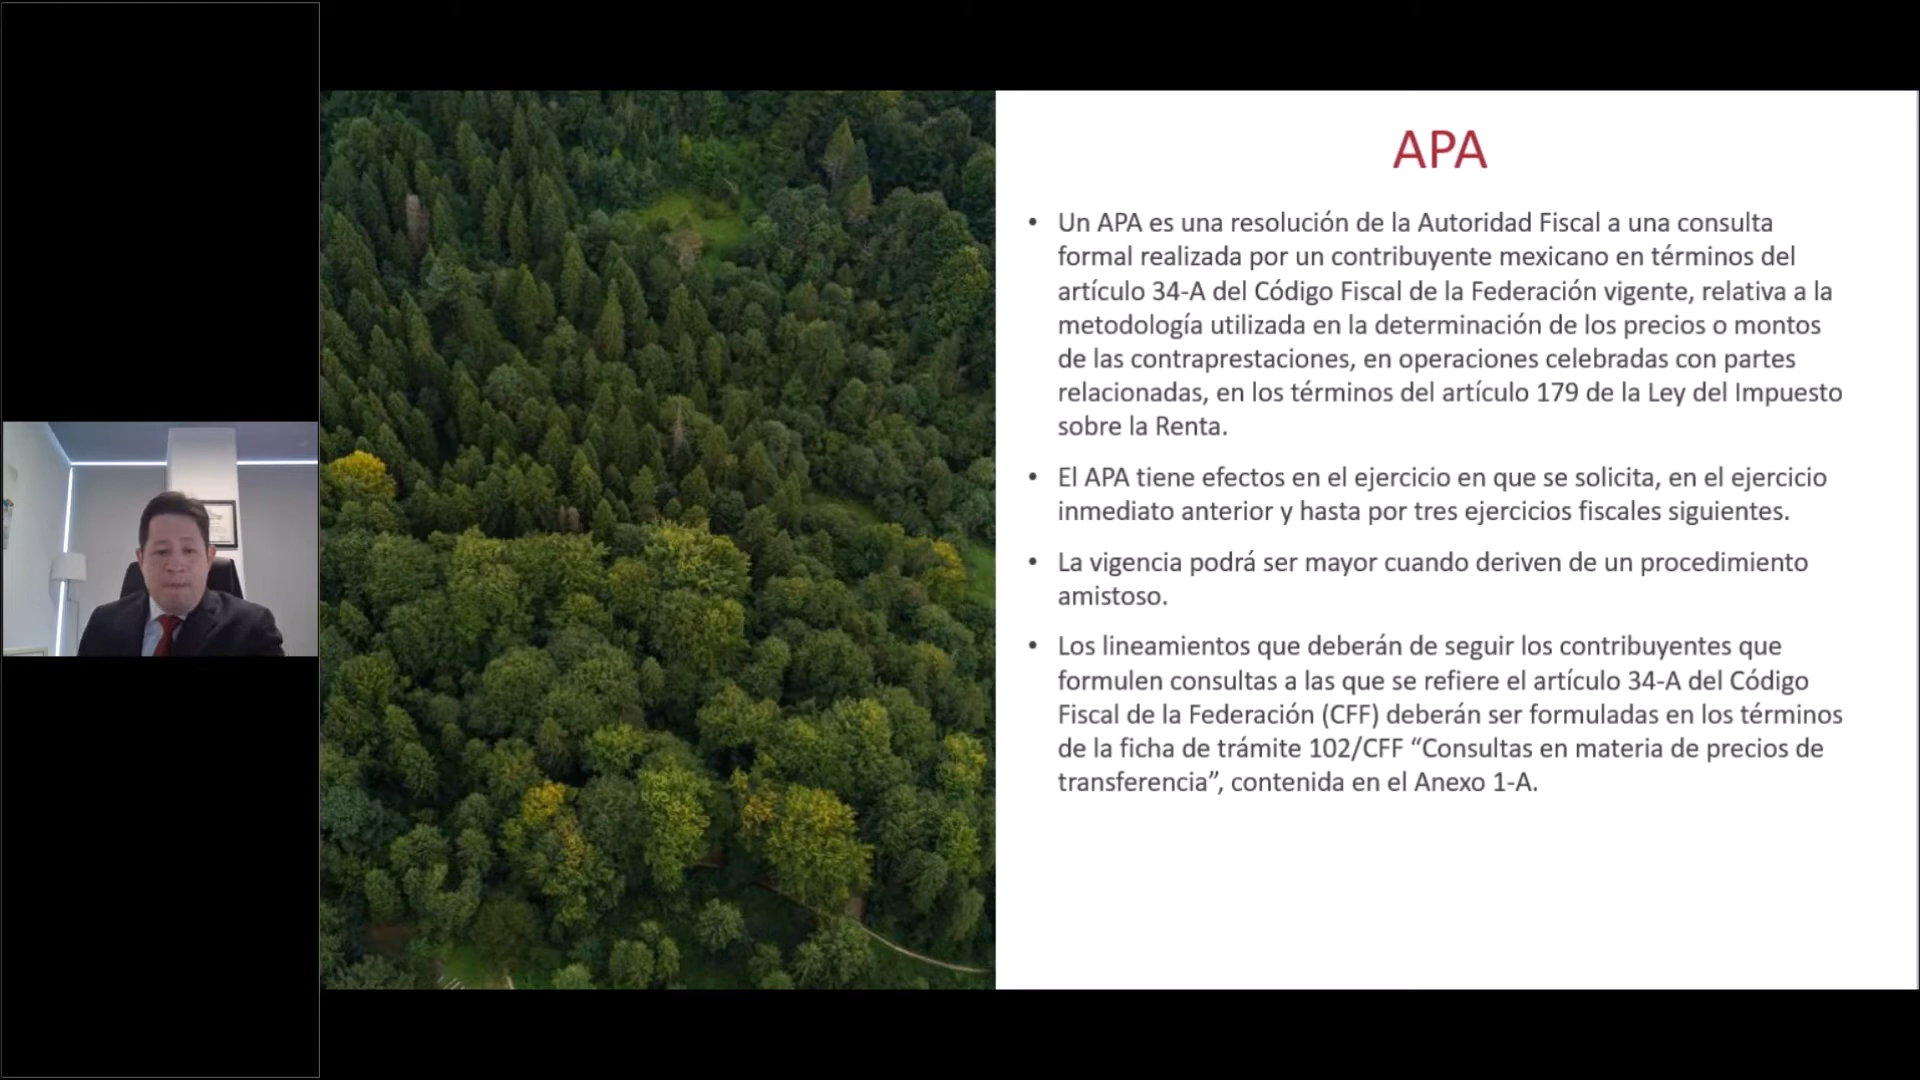 APA
• Un APA es una resolución de la Autoridad Fiscal a una consulta
formal realizada por un contribuyente mexicano en términos del
artículo 34-A del Código Fiscal de la Federación vigente, relativa a la
metodología utilizada en la determinación de los precios o montos
de las contraprestaciones, en operaciones celebradas con partes
relacionadas, en los términos del artículo 179 de la Ley del Impuesto
sobre la Renta.
• El APA tiene efectos en el ejercicio en que se solicita, en el ejercicio
inmediato anterior y hasta por tres ejercicios fiscales siguientes.
• La vigencia podrá ser mayor cuando deriven de un procedimiento
amistoso.
• Los lineamientos que deberán de seguir los contribuyentes que
formulen consultas a las que se refiere el artículo 34-A del Código
Fiscal de la Federación (CFF) deberán ser formuladas en los términos
de la ficha de trámite 102/CFF “Consultas en materia de precios de
transferencia”, contenida en el Anexo 1-A.